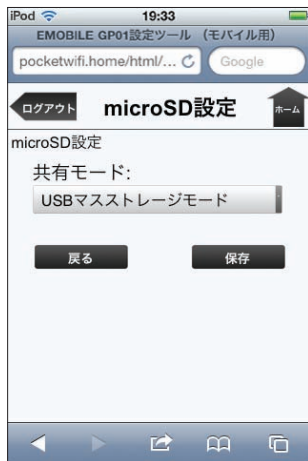 iPod 19:33
EMOBILE GP01設定ツール （モバイル用）
pocketwifi.home/html/... Google
ログアウト microSD設定 ホーム
microSD設定
共有モード:
USBマスストレージモード
戻る 保存